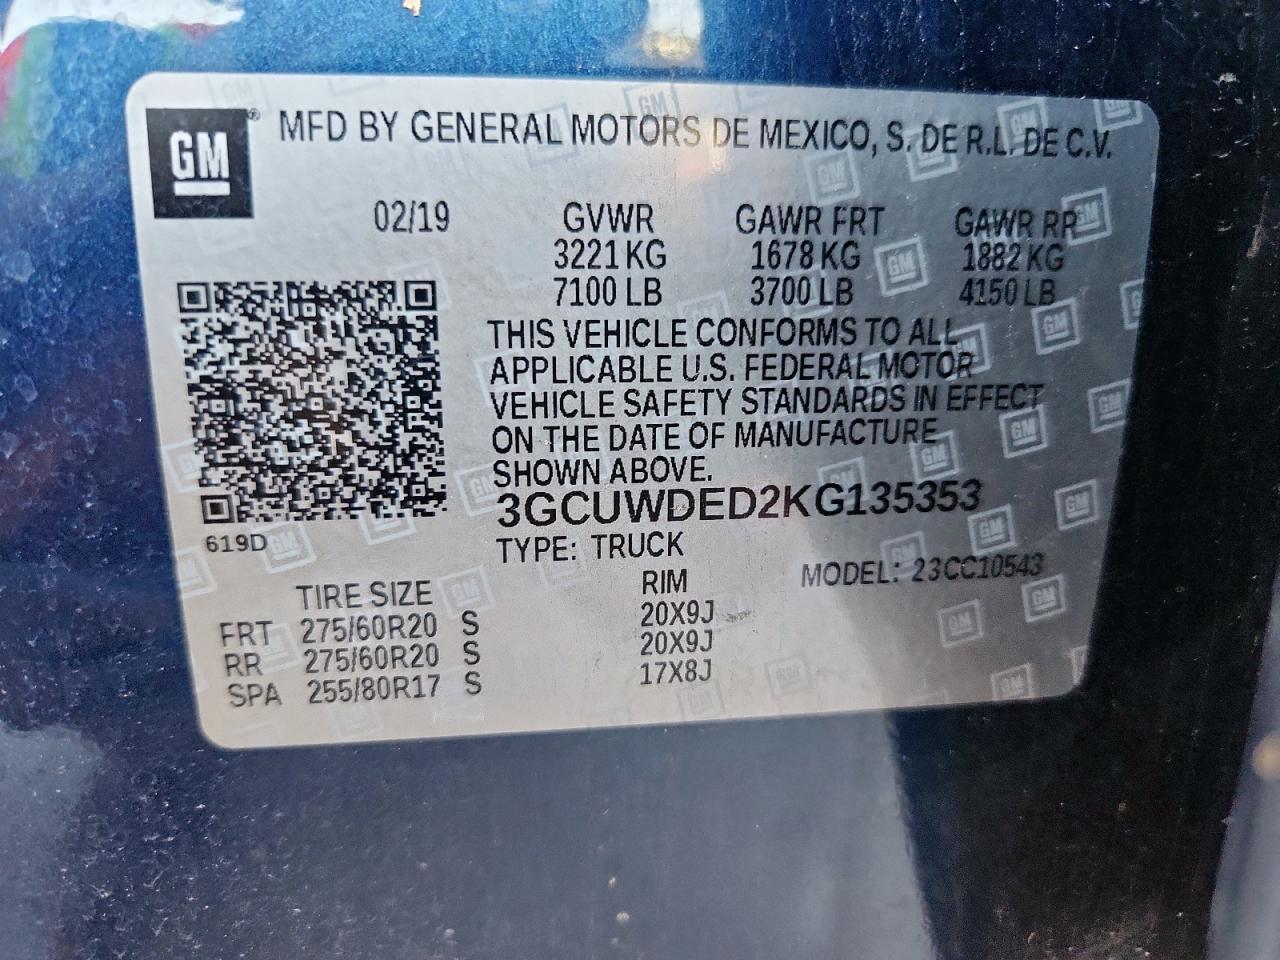 GM® MFD BY GENERAL MOTORS DE MEXICO, S. DE R.L. DE C.V.
02/19 GVWR GAWR FRT GAWR RR
3221 KG 1678 KG 1882 KG
7100 LB 3700 LB 4150 LB
THIS VEHICLE CONFORMS TO ALL
APPLICABLE U.S. FEDERAL MOTOR
VEHICLE SAFETY STANDARDS IN EFFECT
ON THE DATE OF MANUFACTURE
SHOWN ABOVE.
3GCUWDED2KG135353
619D
TYPE: TRUCK MODEL: 23CC10543
TIRE SIZE RIM
FRT 275/60R20 S 20X9J
RR 275/60R20 S 20X9J
SPA 255/80R17 S 17X8J